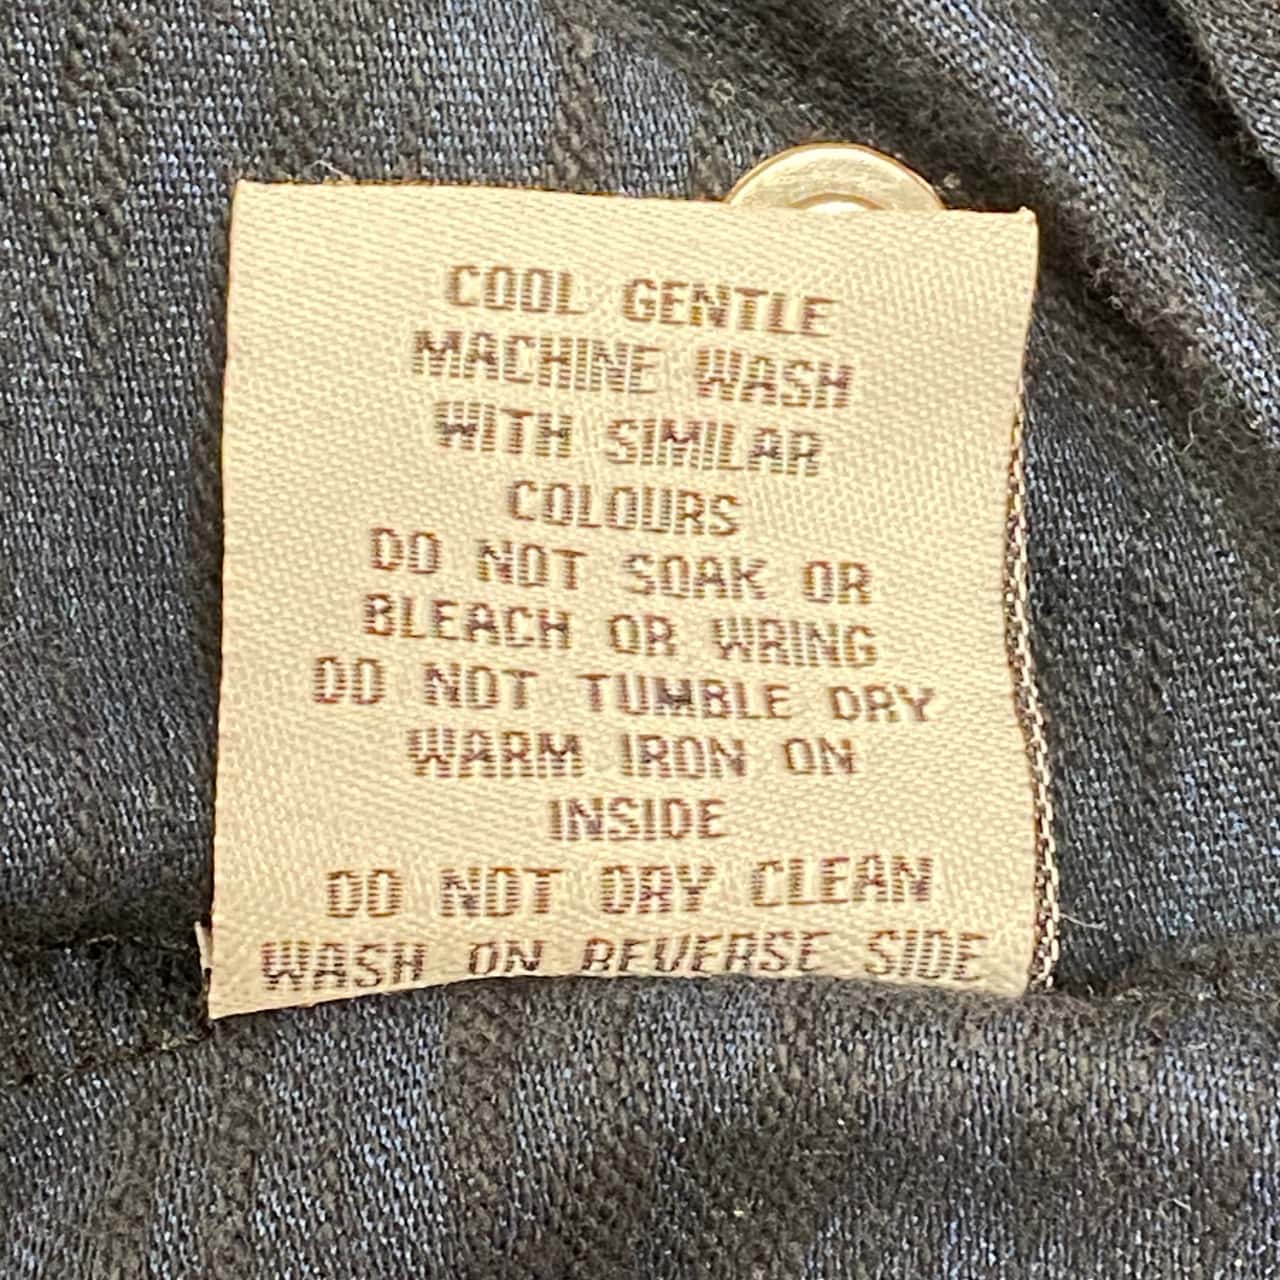 COOL GENTLE
MACHINE WASH
WITH SIMILAR
COLOURS
DO NOT SOAK OR
BLEACH OR WRING
DO NOT TUMBLE DRY
WARM IRON ON
INSIDE
DO NOT DRY CLEAN
WASH ON REVERSE SIDE